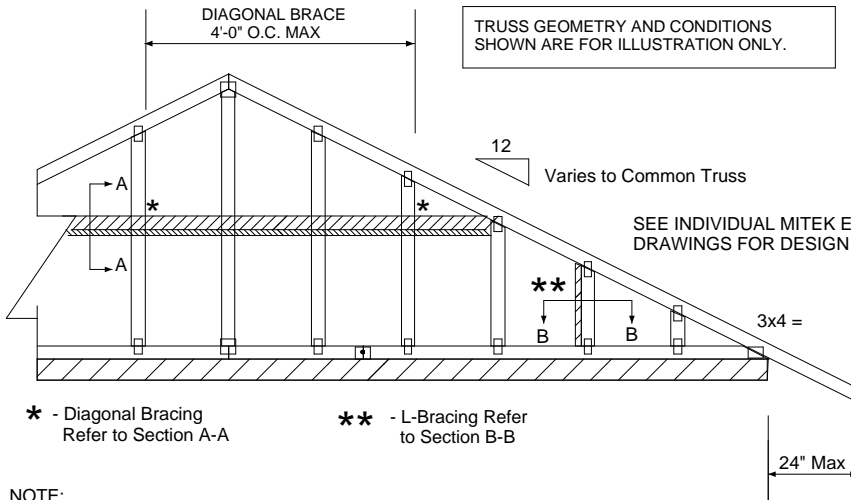 DIAGONAL BRACE
4'-0" O.C. MAX
TRUSS GEOMETRY AND CONDITIONS
SHOWN ARE FOR ILLUSTRATION ONLY.
12
Varies to Common Truss
A
*
*
SEE INDIVIDUAL MITEK E
DRAWINGS FOR DESIGN
A
**
B
B
3x4 =
* - Diagonal Bracing
Refer to Section A-A
** - L-Bracing Refer
to Section B-B
24" Max
NOTE: